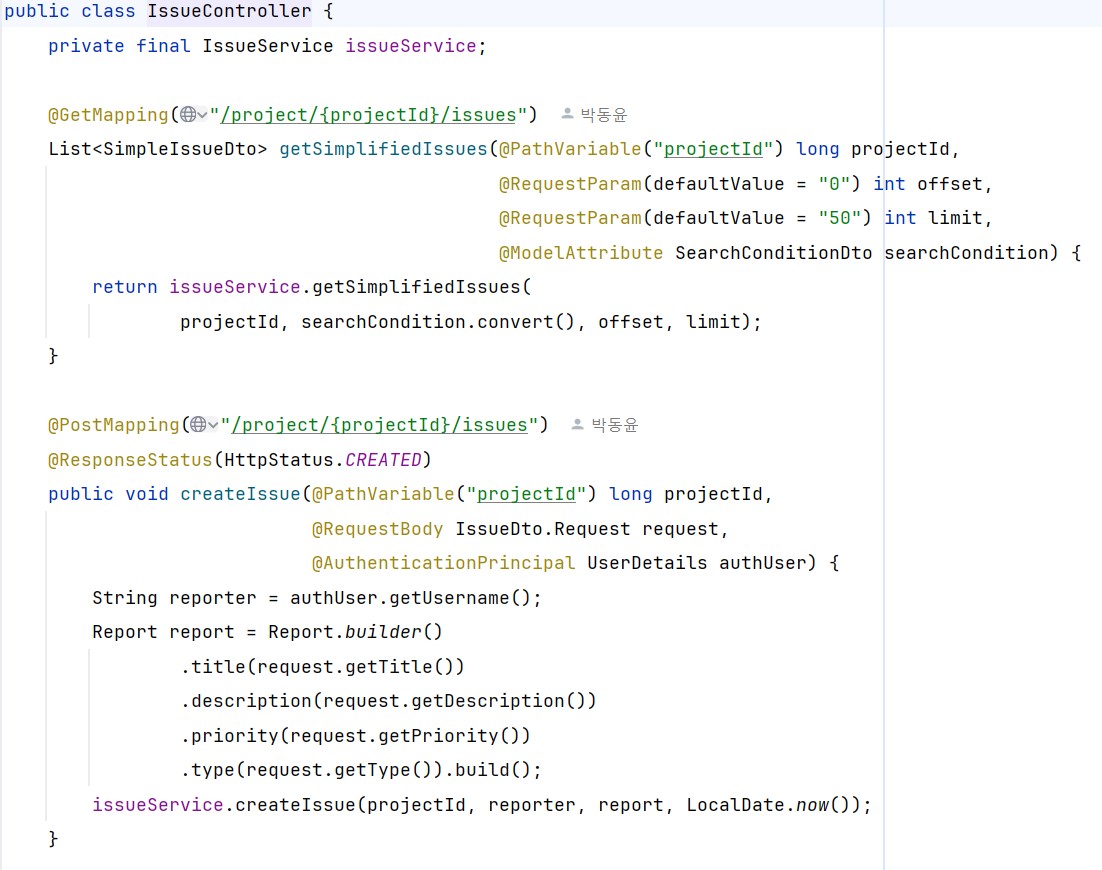 public class IssueController {
    private final IssueService issueService;
    @GetMapping("/project/{projectId}/issues") 박동윤
    List<SimpleIssueDto> getSimplifiedIssues(@PathVariable("projectId") long projectId,
                                             @RequestParam(defaultValue = "0") int offset,
                                             @RequestParam(defaultValue = "50") int limit,
                                             @ModelAttribute SearchConditionDto searchCondition) {
        return issueService.getSimplifiedIssues(
                projectId, searchCondition.convert(), offset, limit);
    }
    @PostMapping("/project/{projectId}/issues") 박동윤
    @ResponseStatus(HttpStatus.CREATED)
    public void createIssue(@PathVariable("projectId") long projectId,
                            @RequestBody IssueDto.Request request,
                            @AuthenticationPrincipal UserDetails authUser) {
        String reporter = authUser.getUsername();
        Report report = Report.builder()
                .title(request.getTitle())
                .description(request.getDescription())
                .priority(request.getPriority())
                .type(request.getType()).build();
        issueService.createIssue(projectId, reporter, report, LocalDate.now());
    }